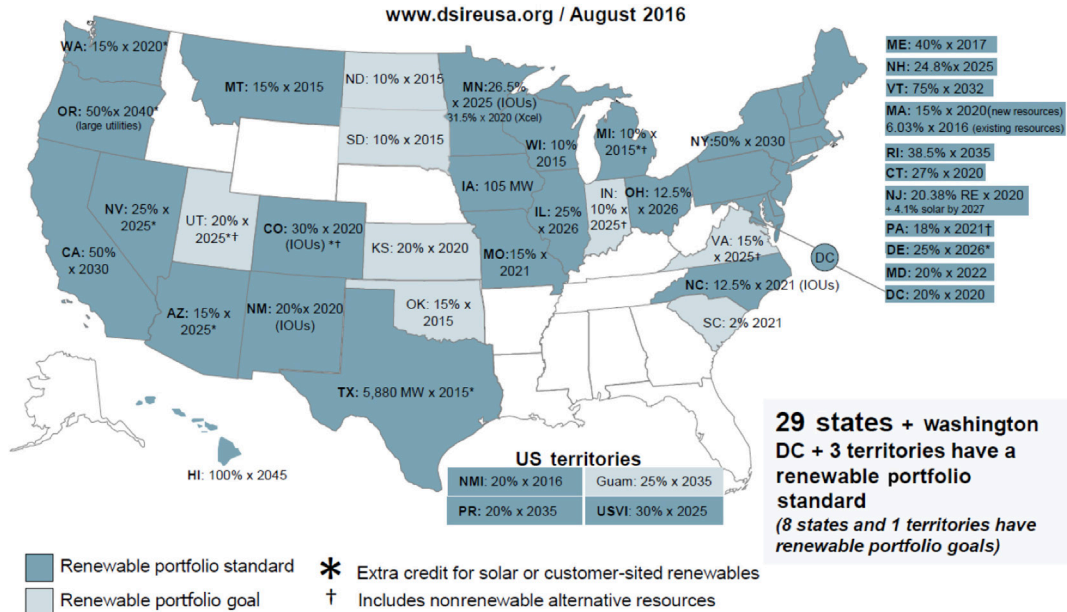 www.dsireusa.org / August 2016
WA: 15% x 2020*
OR: 50%x 2040*
(large utilities)
MT: 15% x 2015
ND: 10% x 2015
SD: 10% x 2015
MN:26.5%
x 2025 (IOUs)
31.5% x 2020 (Xcel)
WI: 10%
2015
MI: 10% x
2015*†
NY:50% x 2030
IA: 105 MW
NV: 25% x
2025*
UT: 20% x
2025*†
CO: 30% x 2020
(IOUs) *†
KS: 20% x 2020
MO:15% x
2021
IL: 25%
x 2026
IN:
10% x
2025†
OH: 12.5%
x 2026
VA: 15%
x 2025†
DC
CA: 50%
x 2030
AZ: 15% x
2025*
NM: 20%x 2020
(IOUs)
OK: 15% x
2015
NC: 12.5% x 2021 (IOUs)
SC: 2% 2021
TX: 5,880 MW x 2015*
HI: 100% x 2045
ME: 40% x 2017
NH: 24.8%x 2025
VT: 75% x 2032
MA: 15% x 2020(new resources)
6.03% x 2016 (existing resources)
RI: 38.5% x 2035
CT: 27% x 2020
NJ: 20.38% RE x 2020
+ 4.1% solar by 2027
PA: 18% x 2021†
DE: 25% x 2026*
MD: 20% x 2022
DC: 20% x 2020
US territories
NMI: 20% x 2016
Guam: 25% x 2035
PR: 20% x 2035
USVI: 30% x 2025
29 states + washington
DC + 3 territories have a
renewable portfolio
standard
(8 states and 1 territories have
renewable portfolio goals)
Renewable portfolio standard
* Extra credit for solar or customer-sited renewables
Renewable portfolio goal
† Includes nonrenewable alternative resources